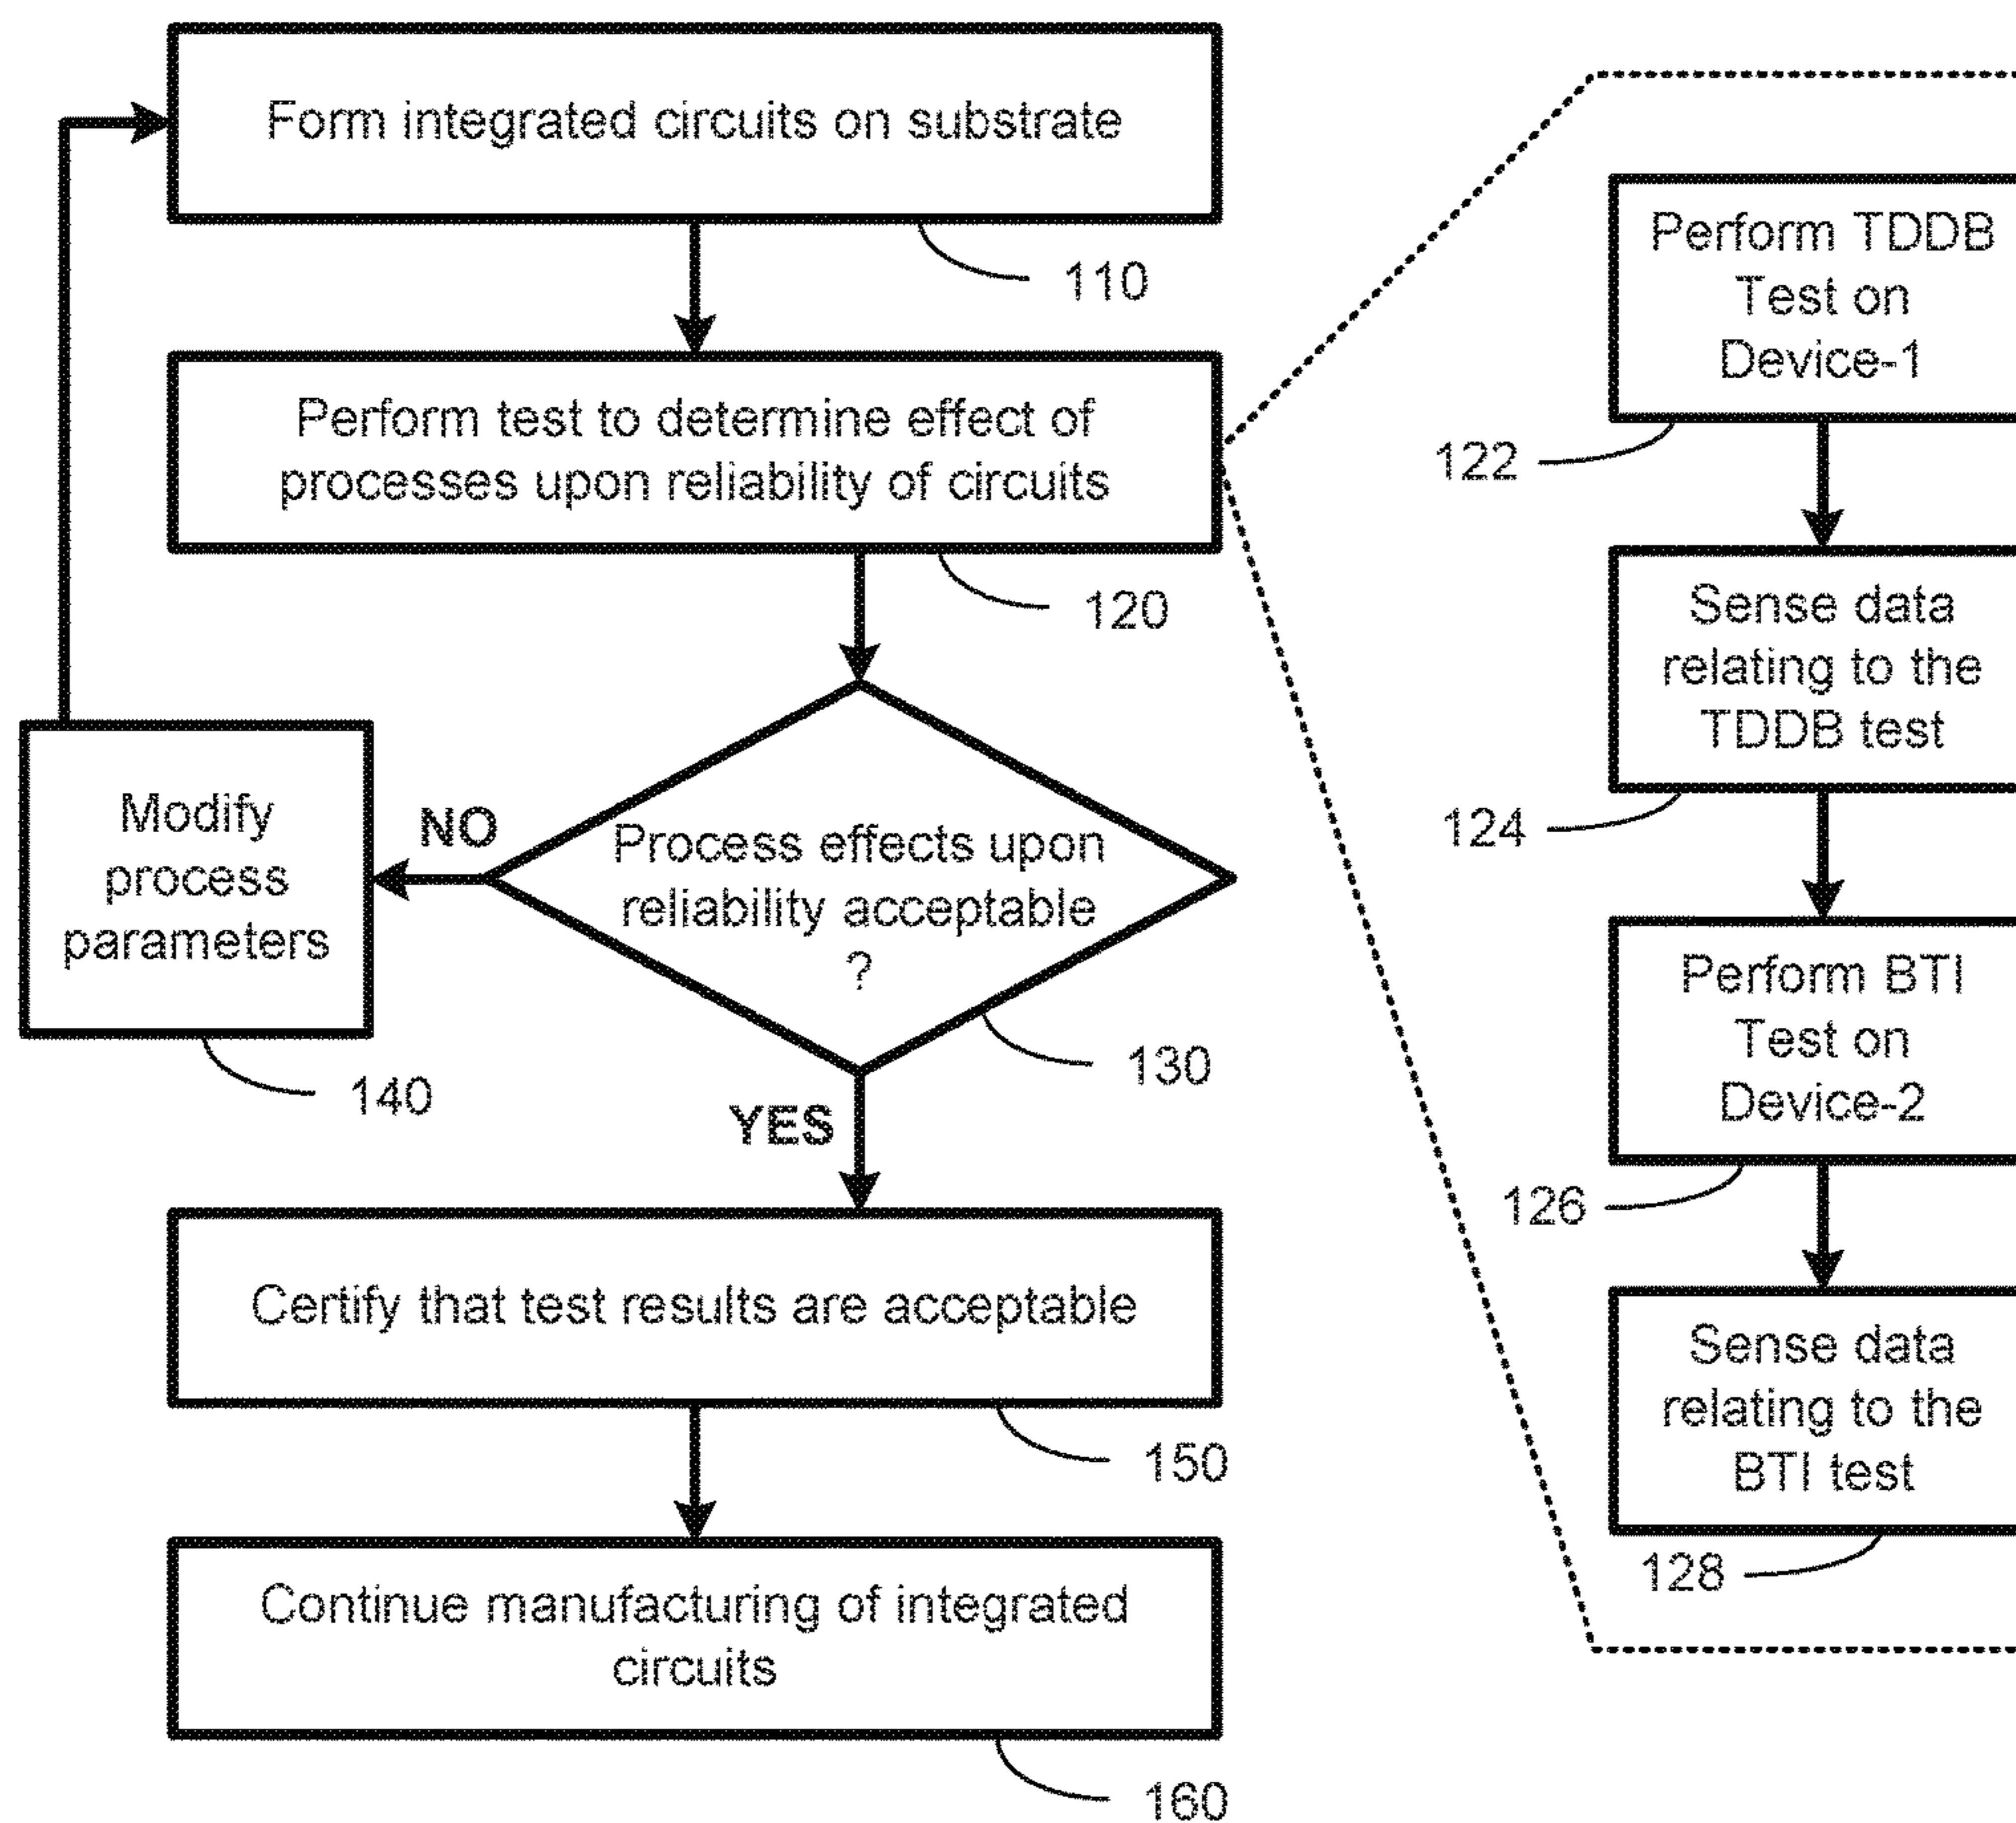 Form integrated circuits on substrate
110
Perform test to determine effect of
processes upon reliability of circuits
120
Process effects upon
reliability acceptable
?
130
NO
Modify
process
parameters
140
YES
Certify that test results are acceptable
150
Continue manufacturing of integrated
circuits
160
Perform TDDB
Test on
Device-1
122
Sense data
relating to the
TDDB test
124
Perform BTI
Test on
Device-2
126
Sense data
relating to the
BTI test
128